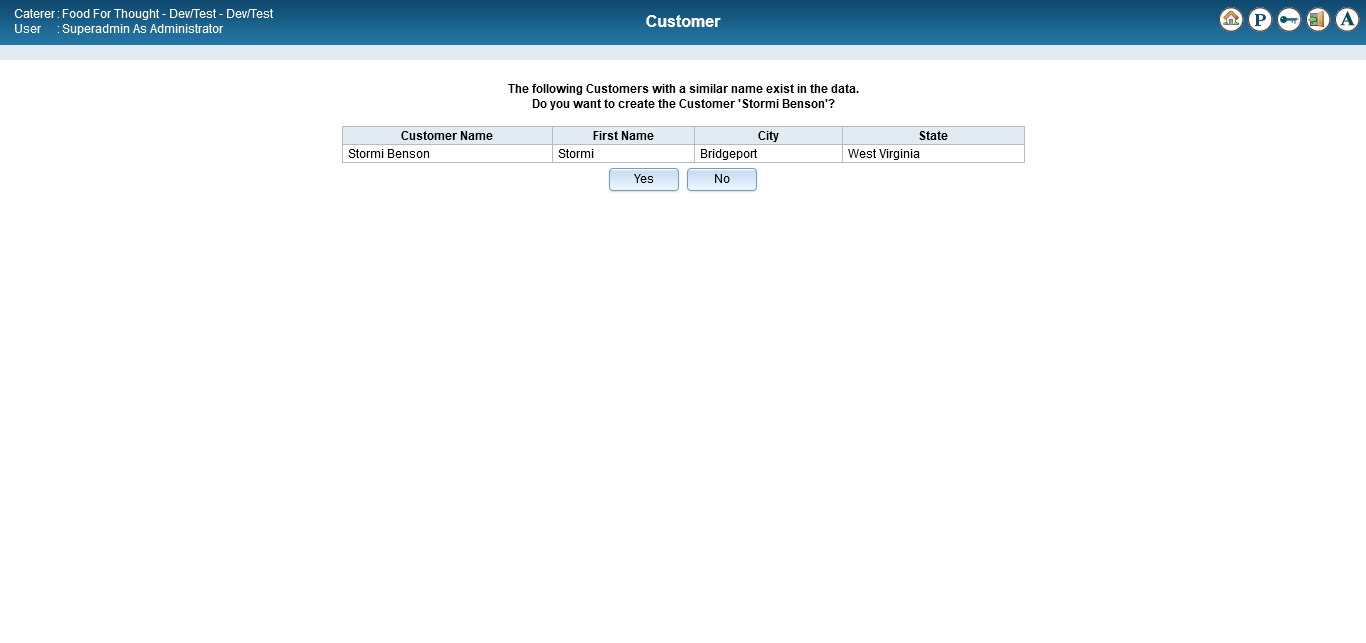 Caterer : Food For Thought - Dev/Test - Dev/Test
User : Superadmin As Administrator
Customer
P
A
The following Customers with a similar name exist in the data.
Do you want to create the Customer 'Stormi Benson'?
Customer Name First Name City State
Stormi Benson Stormi Bridgeport West Virginia
Yes No